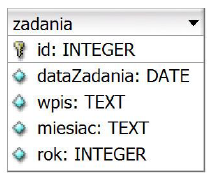 zadania
id: INTEGER
dataZadania: DATE
wpis: TEXT
miesiac: TEXT
rok: INTEGER